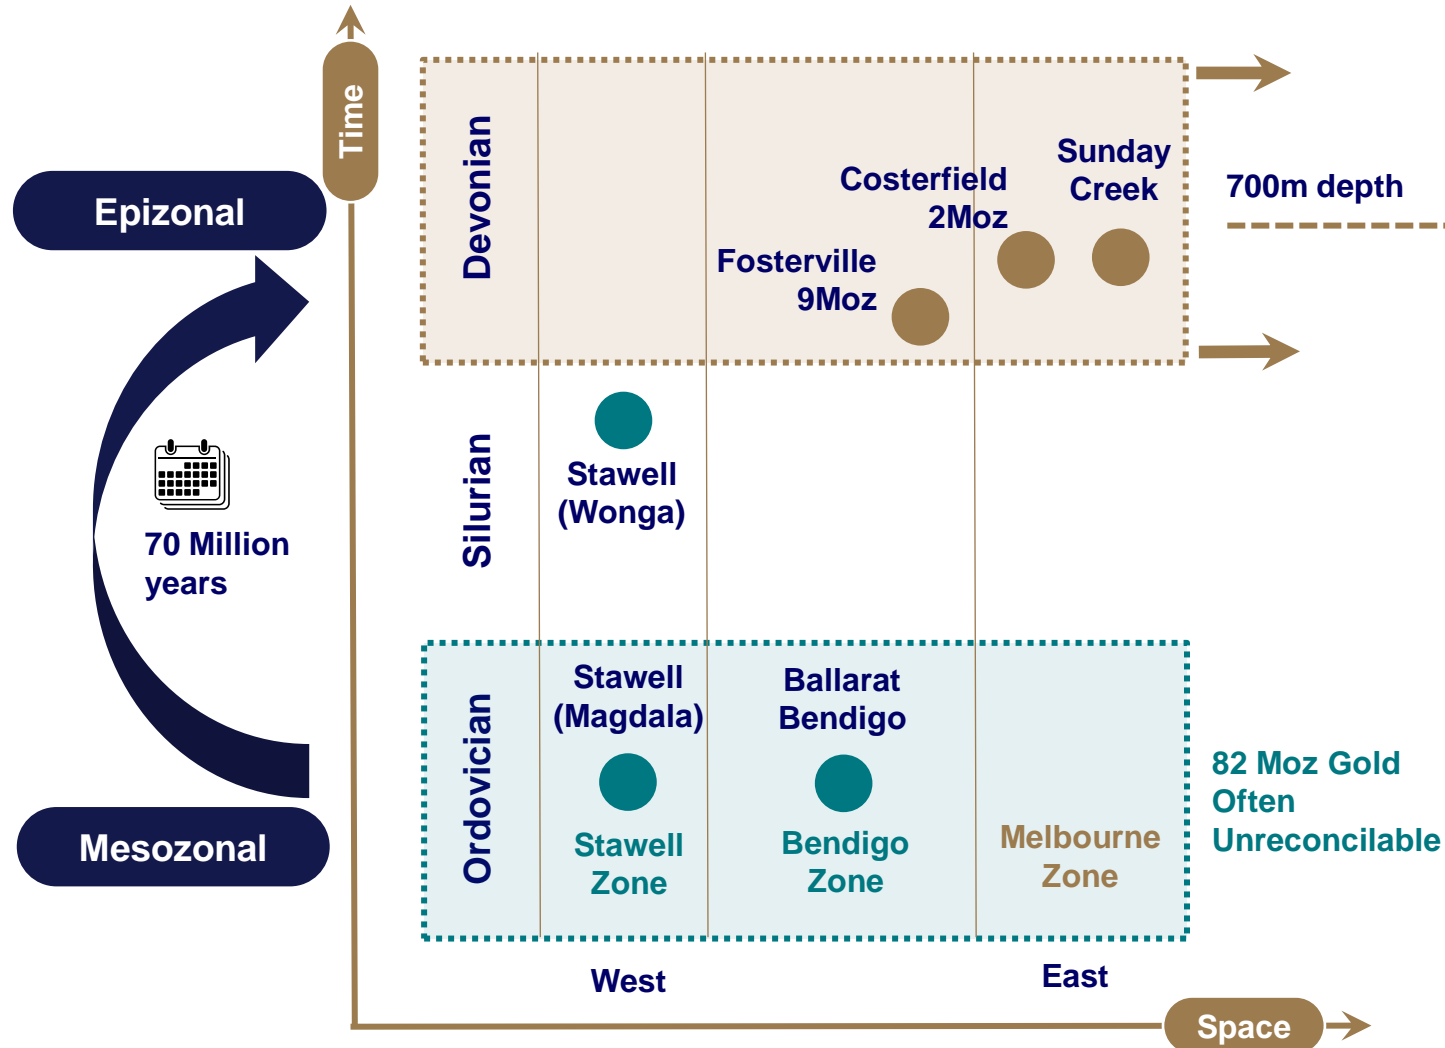 Time
Epizonal
Devonian
Sunday
Creek
Costerfield
2Moz
700m depth
Fosterville
9Moz
Silurian
Stawell
(Wonga)
70 Million
years
Ordovician
Stawell
(Magdala)
Ballarat
Bendigo
Mesozonal
Stawell
Zone
Bendigo
Zone
Melbourne
Zone
82 Moz Gold
Often
Unreconcilable
West
East
Space